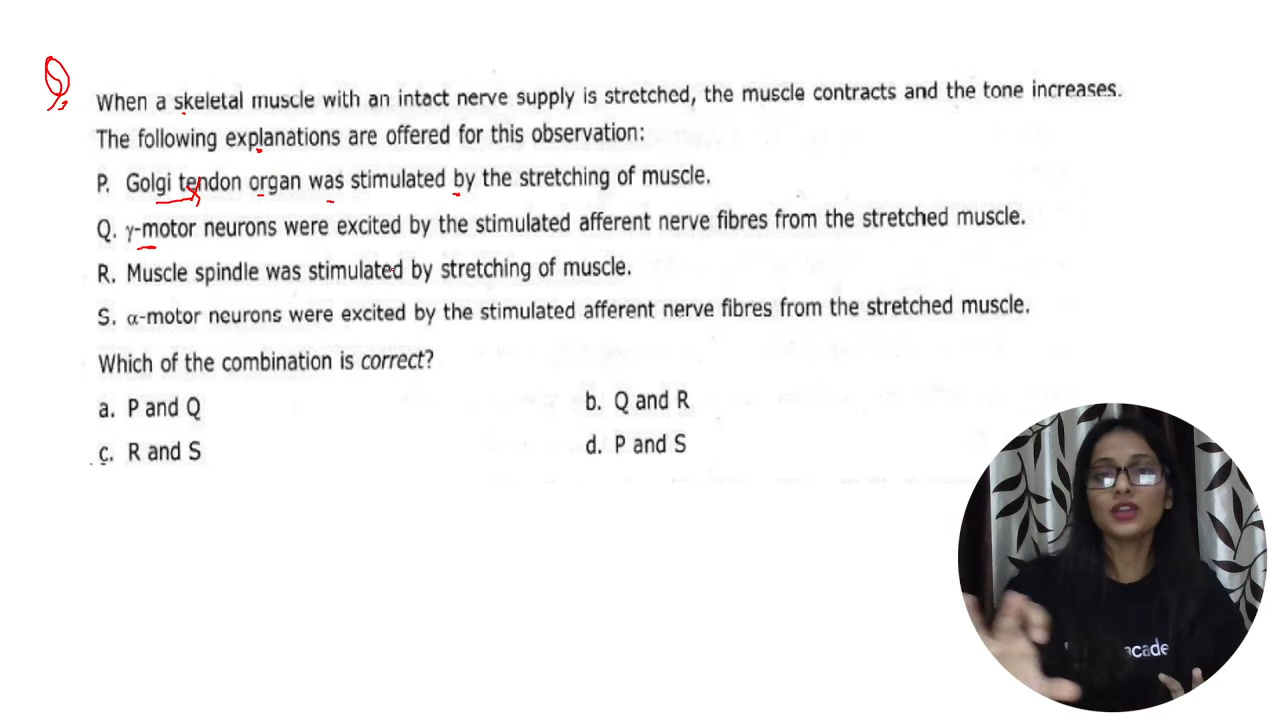 Q
When a skeletal muscle with an intact nerve supply is stretched, the muscle contracts and the tone increases.
The following explanations are offered for this observation:
P. Golgi tendon organ was stimulated by the stretching of muscle.
Q. γ-motor neurons were excited by the stimulated afferent nerve fibres from the stretched muscle.
R. Muscle spindle was stimulated by stretching of muscle.
S. α-motor neurons were excited by the stimulated afferent nerve fibres from the stretched muscle.
Which of the combination is correct?
a. P and Q
b. Q and R
c. R and S
d. P and S
acade